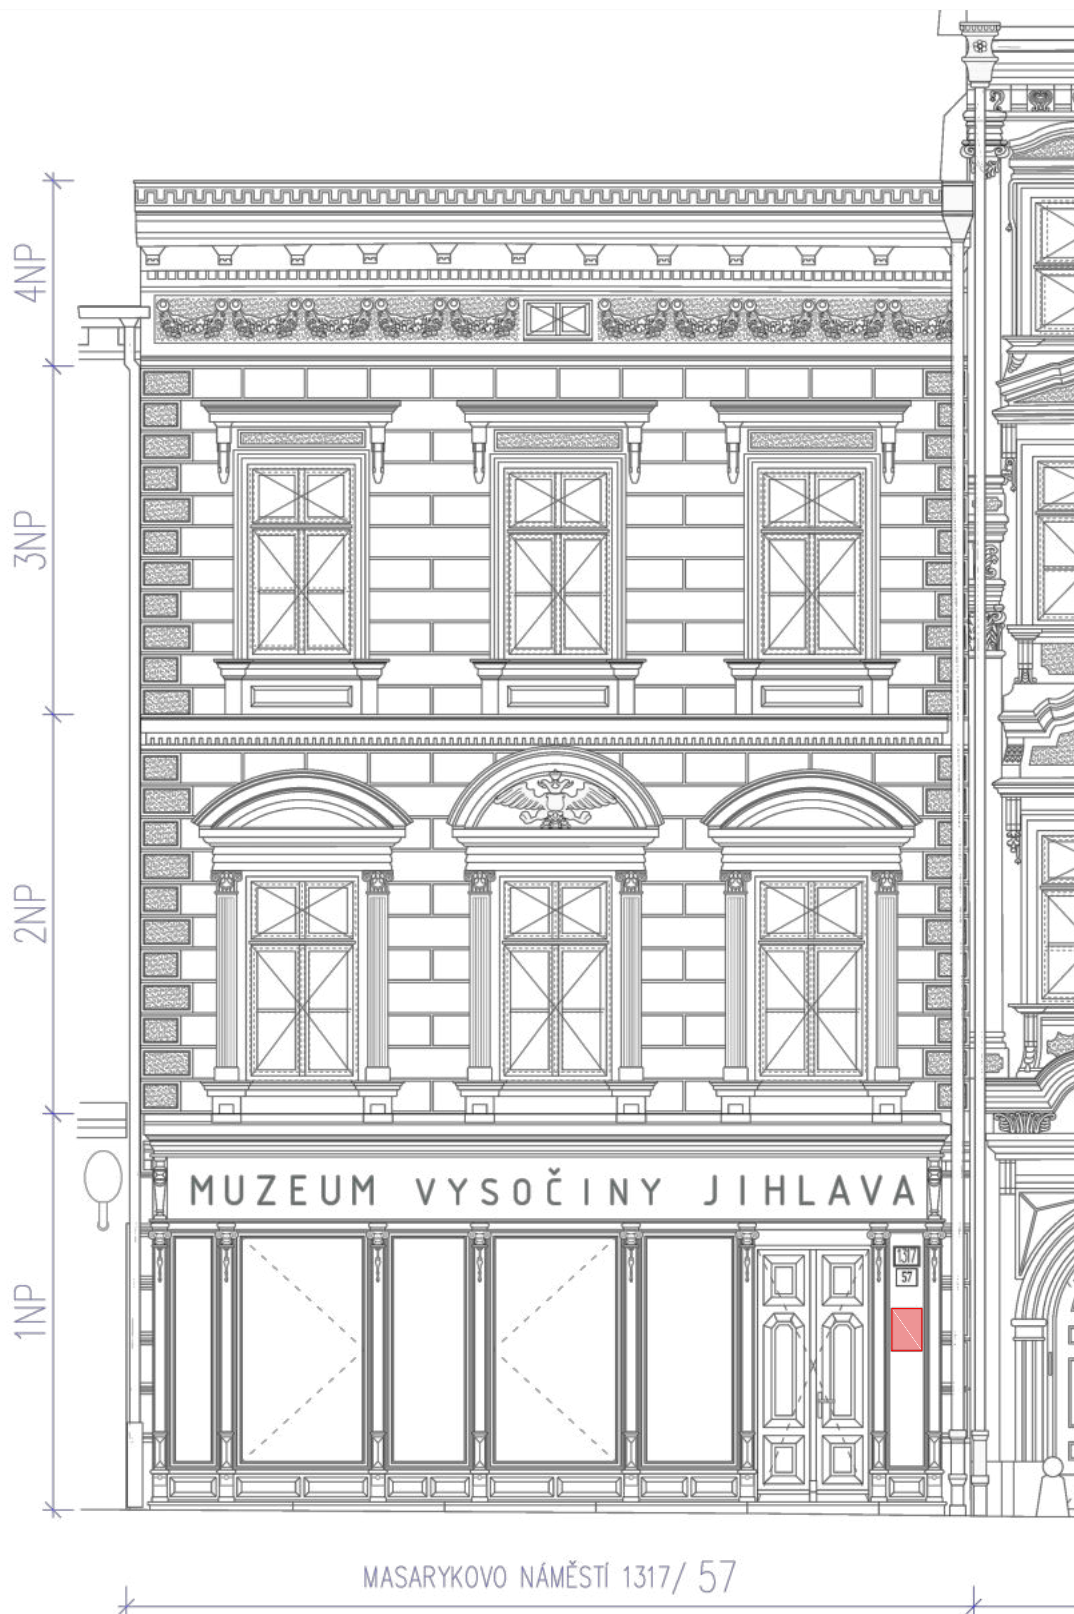 4NP
3NP
2NP
MUZEUM VYSOČINY JIHLAVA
1317
57
1NP
MASARYKOVO NÁMĚSTÍ 1317/ 57